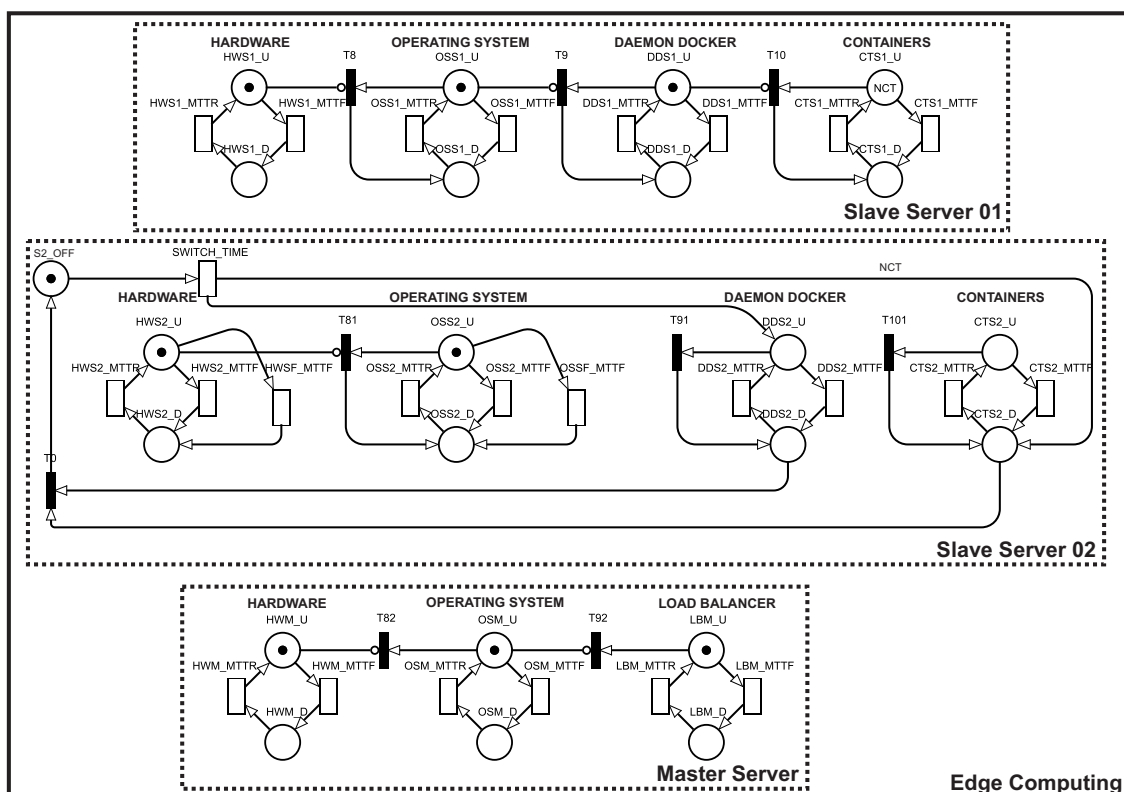 HARDWARE OPERATING SYSTEM DAEMON DOCKER CONTAINERS
HWS1_U T8 OSS1_U T9 DDS1_U T10 CTS1_U
NCT
HWS1_MTTR HWS1_MTTF OSS1_MTTR OSS1_MTTF DDS1_MTTR DDS1_MTTF CTS1_MTTR CTS1_MTTF
HWS1_D OSS1_D DDS1_D CTS1_D
Slave Server 01
S2_OFF SWITCH_TIME NCT
HARDWARE OPERATING SYSTEM DAEMON DOCKER CONTAINERS
HWS2_U T81 OSS2_U T91 DDS2_U T101 CTS2_U
HWS2_MTTR HWS2_MTTF HWSF_MTTF OSS2_MTTR OSS2_MTTF OSSF_MTTF DDS2_MTTR DDS2_MTTF CTS2_MTTR CTS2_MTTF
HWS2_D OSS2_D DDS2_D CTS2_D
T0
Slave Server 02
HARDWARE OPERATING SYSTEM LOAD BALANCER
HWM_U T82 OSM_U T92 LBM_U
HWM_MTTR HWM_MTTF OSM_MTTR OSM_MTTF LBM_MTTR LBM_MTTF
HWM_D OSM_D LBM_D
Master Server
Edge Computing